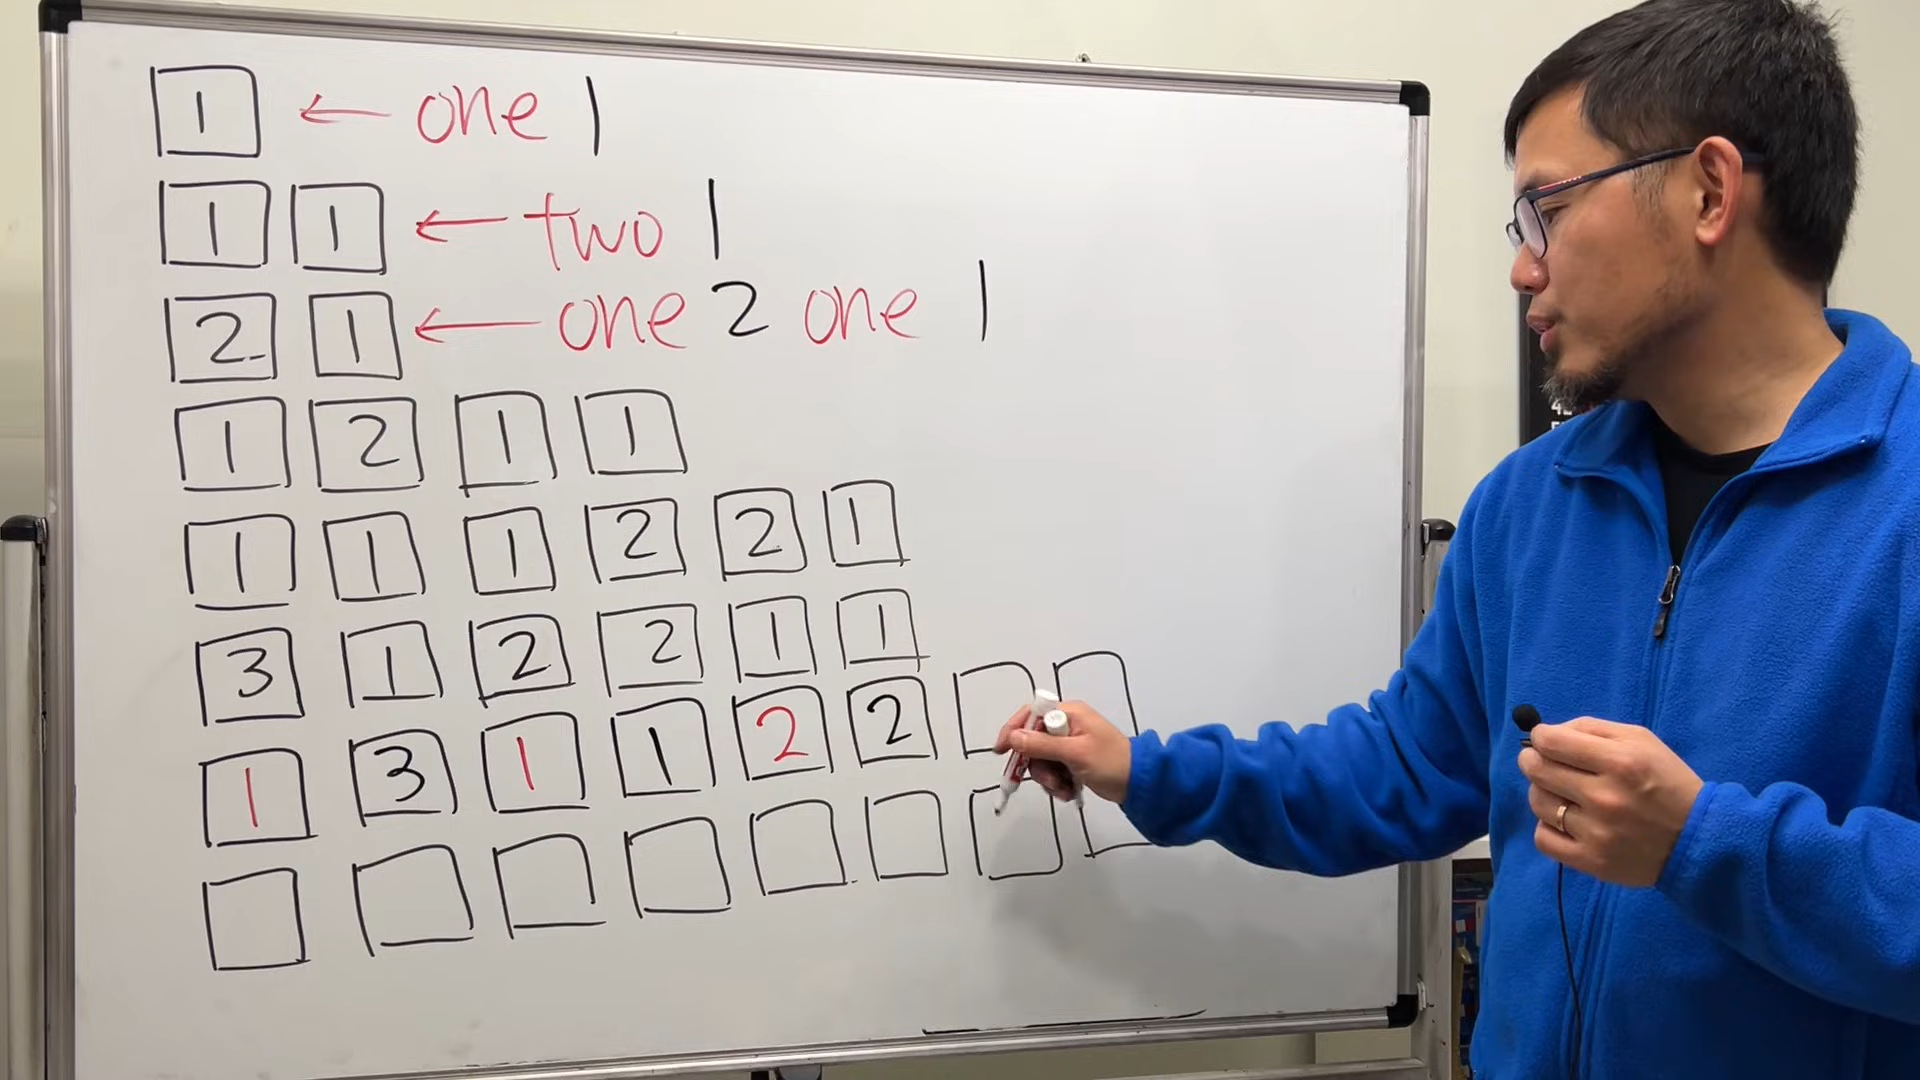 1 ← one 1
1 1 ← two 1
2 1 ← one 2 one 1
1 2 1 1
1 1 1 2 2 1
3 1 2 2 1 1
1 3 1 1 2 2